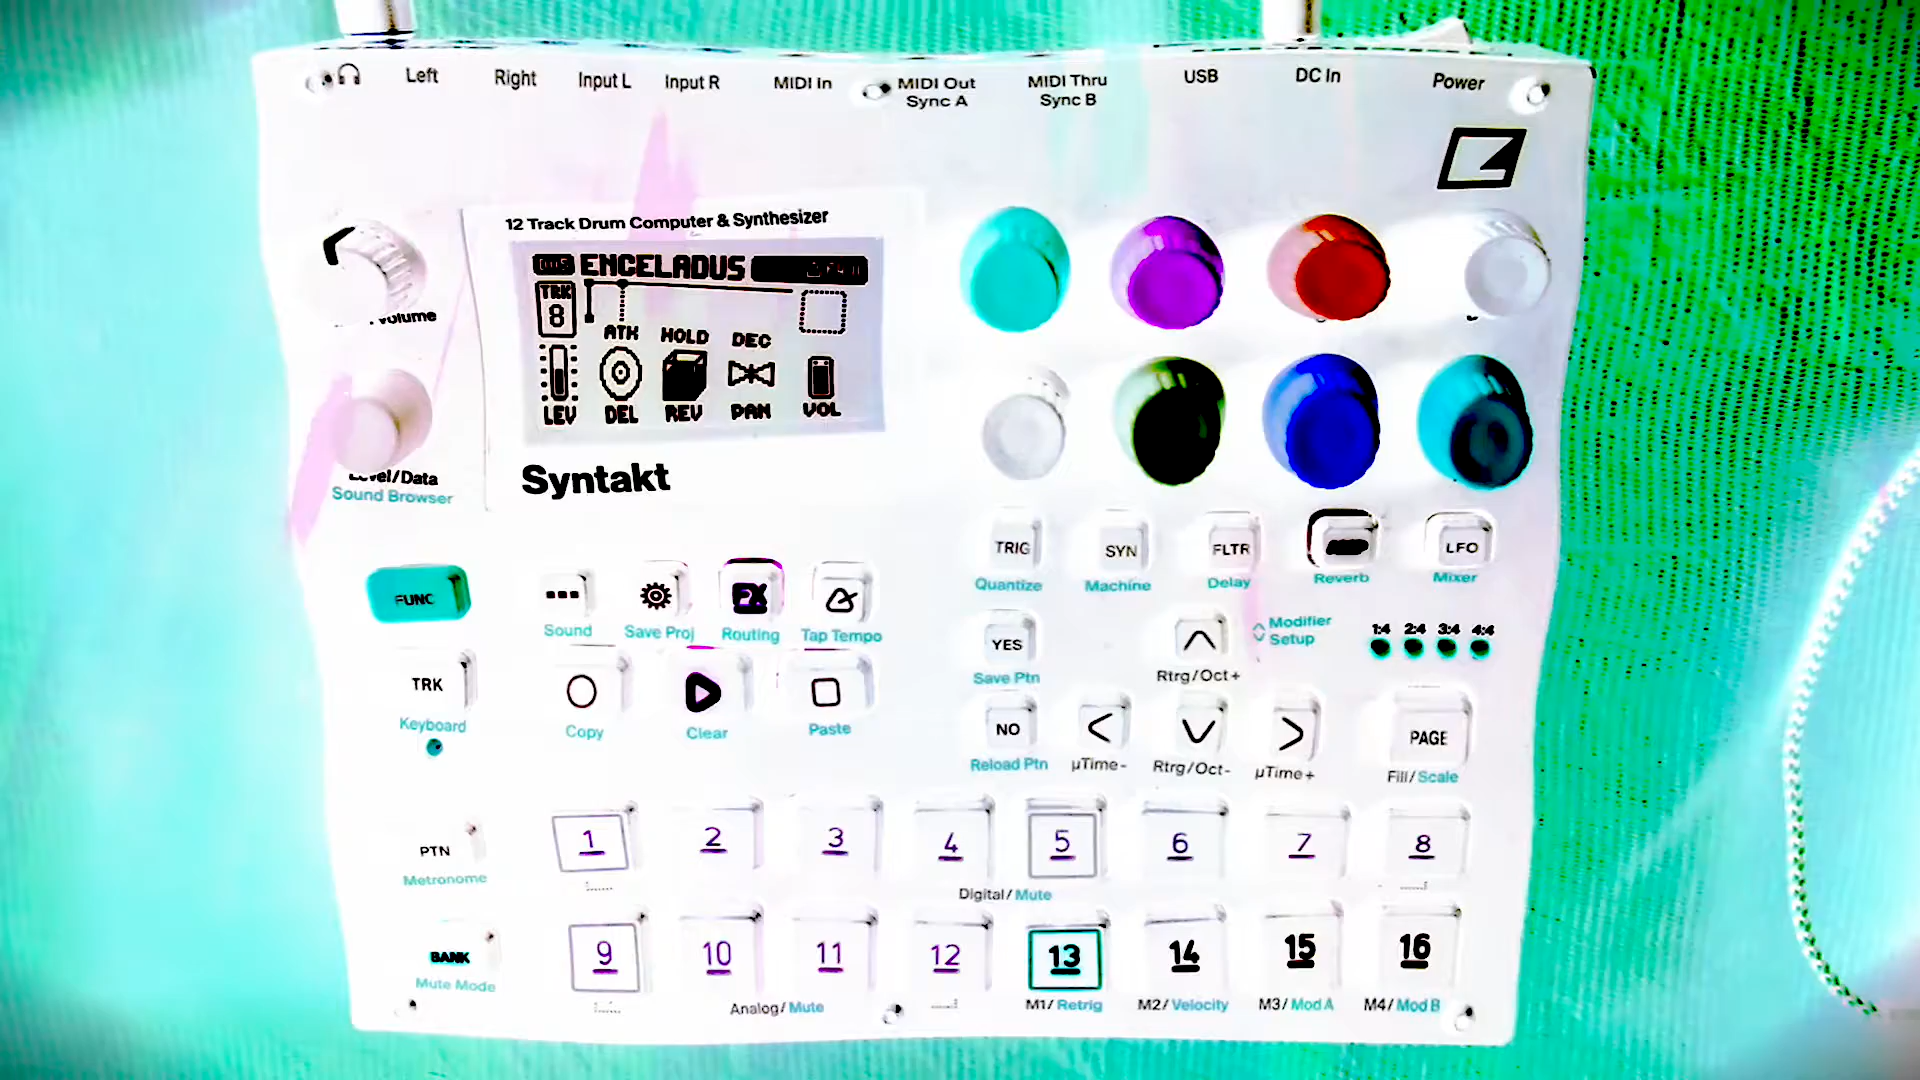 Left Right Input L Input R MIDI In MIDI Out MIDI Thru USB DC In Power
Sync A Sync B
12 Track Drum Computer & Synthesizer
ENCELADUS
TRK
8
ATK HOLD DEC
LEV DEL REV PAN VOL
Syntakt
Volume
Level/Data
Sound Browser
TRIG SYN FLTR LFO
Quantize Machine Delay Reverb Mixer
FUNC FX
Sound Save Proj Routing Tap Tempo
Modifier
Setup
1:4 2:4 3:4 4:4
YES
Save Ptn Rtrg/Oct+
TRK
Keyboard Copy Clear Paste
NO PAGE
Reload Ptn µTime- Rtrg/Oct- µTime+ Fill/Scale
PTN 1 2 3 4 5 6 7 8
Metronome
Digital/Mute
BANK 9 10 11 12 13 14 15 16
Mute Mode
Analog/Mute M1/Retrig M2/Velocity M3/Mod A M4/Mod B